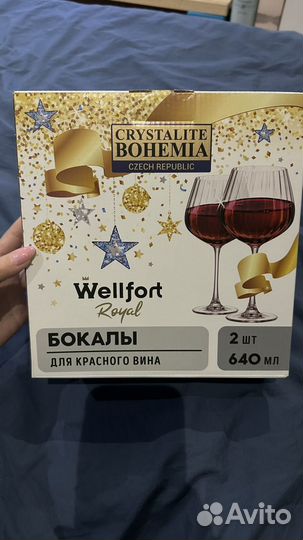 CRYSTALITE
BOHEMIA
CZECH REPUBLIC
Wellfort
Royal
БОКАЛЫ
ДЛЯ КРАСНОГО ВИНА
2 ШТ
640 МЛ
Avito